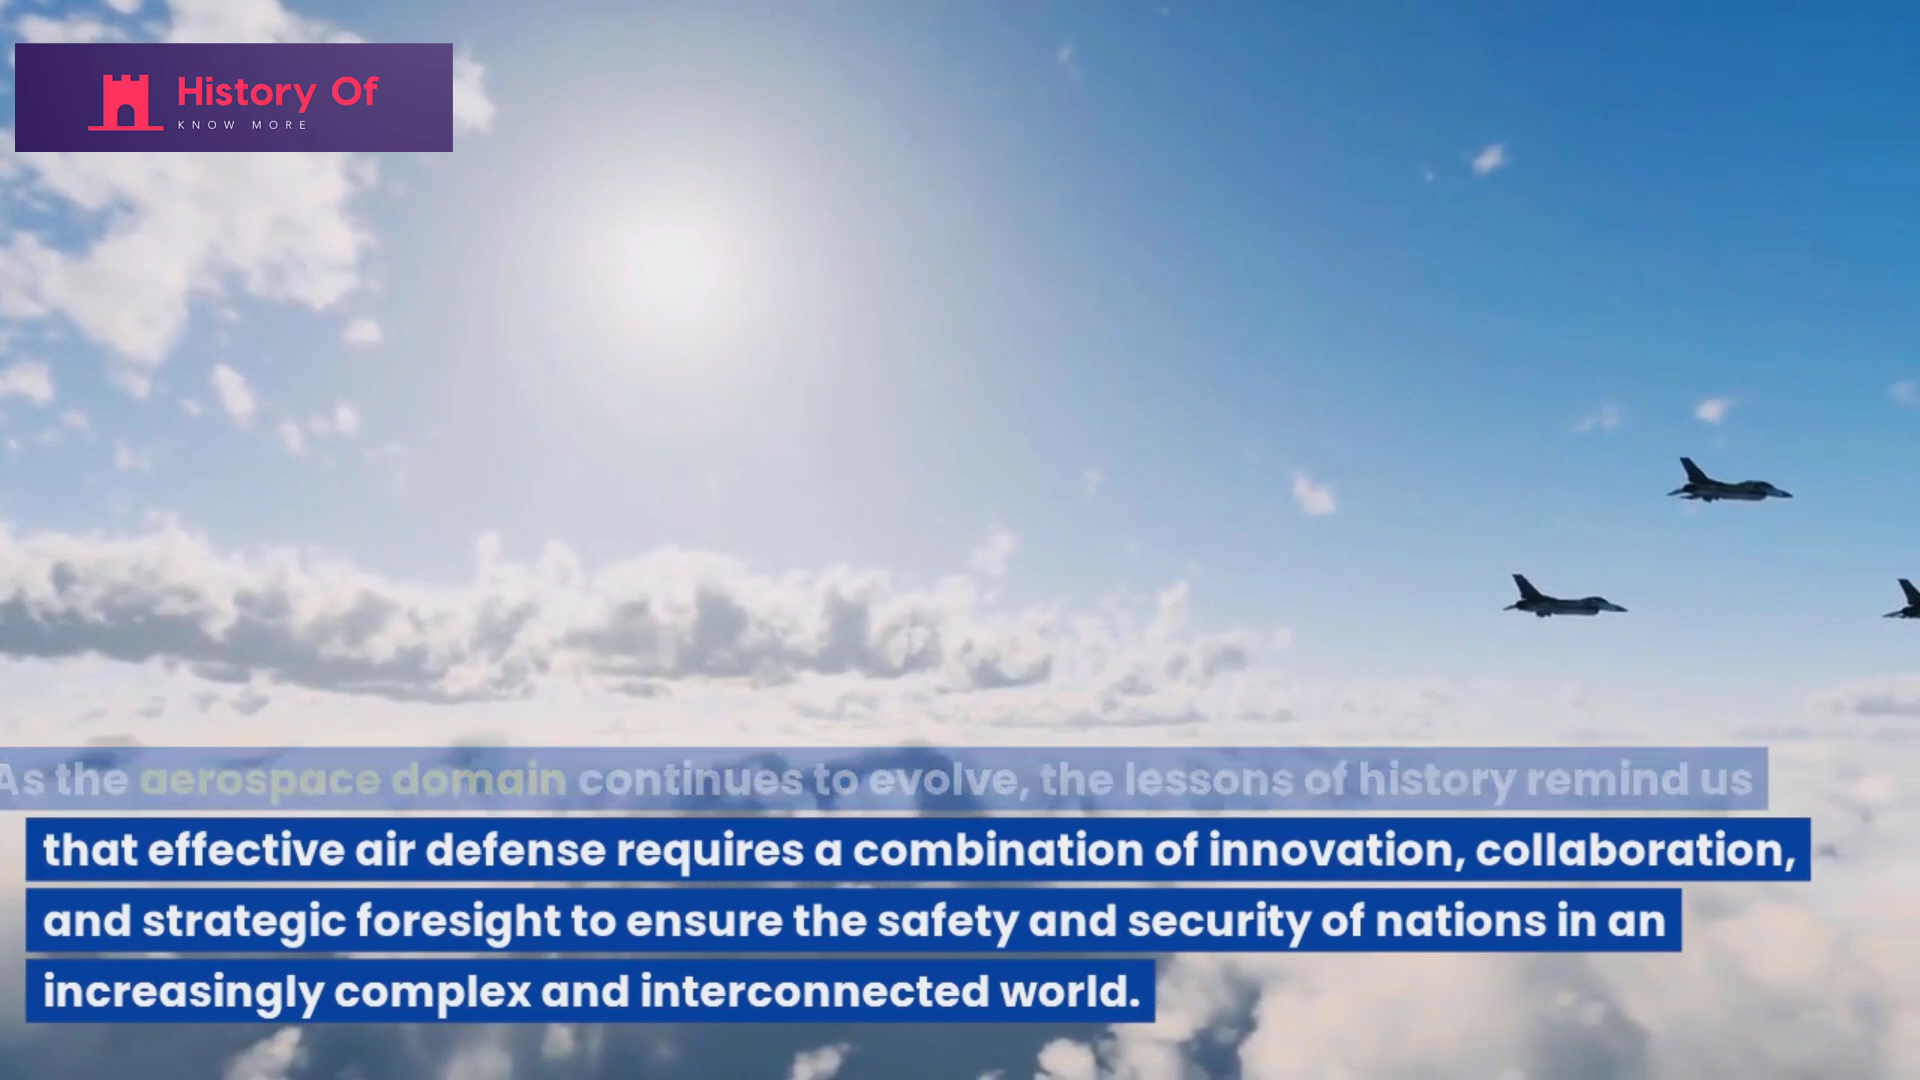 History Of
KNOW MORE
As the aerospace domain continues to evolve, the lessons of history remind us
that effective air defense requires a combination of innovation, collaboration,
and strategic foresight to ensure the safety and security of nations in an
increasingly complex and interconnected world.